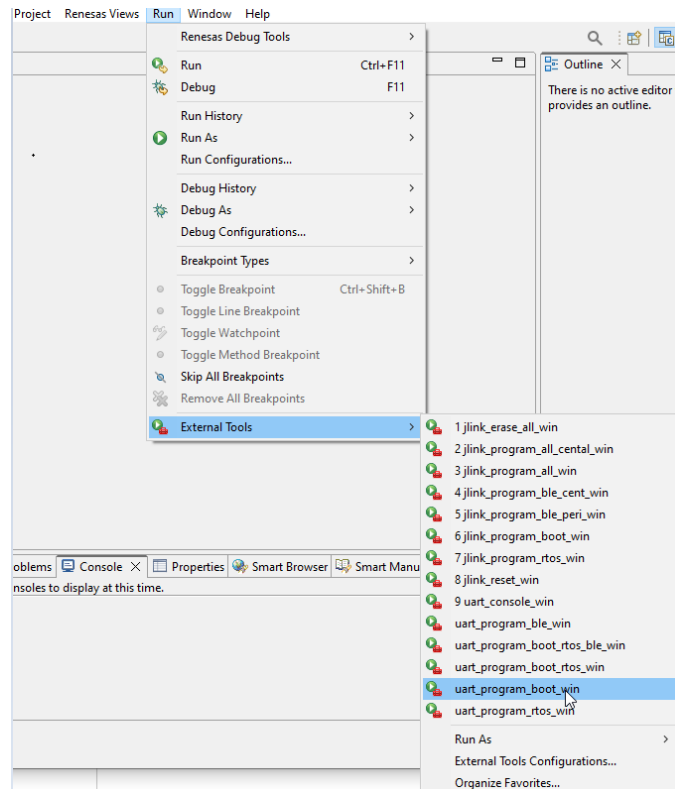 Project Renesas Views Run Window Help
Renesas Debug Tools >
Run Ctrl+F11
Debug F11
Run History >
Run As >
Run Configurations...
Debug History >
Debug As >
Debug Configurations...
Breakpoint Types >
Toggle Breakpoint Ctrl+Shift+B
Toggle Line Breakpoint
Toggle Watchpoint
Toggle Method Breakpoint
Skip All Breakpoints
Remove All Breakpoints
External Tools >
Outline
There is no active editor
provides an outline.
1 jlink_erase_all_win
2 jlink_program_all_cental_win
3 jlink_program_all_win
4 jlink_program_ble_cent_win
5 jlink_program_ble_peri_win
6 jlink_program_boot_win
7 jlink_program_rtos_win
8 jlink_reset_win
9 uart_console_win
uart_program_ble_win
uart_program_boot_rtos_ble_win
uart_program_boot_rtos_win
uart_program_boot_win
uart_program_rtos_win
Run As >
External Tools Configurations...
Organize Favorites...
oblems Console Properties Smart Browser Smart Manu
nsoles to display at this time.